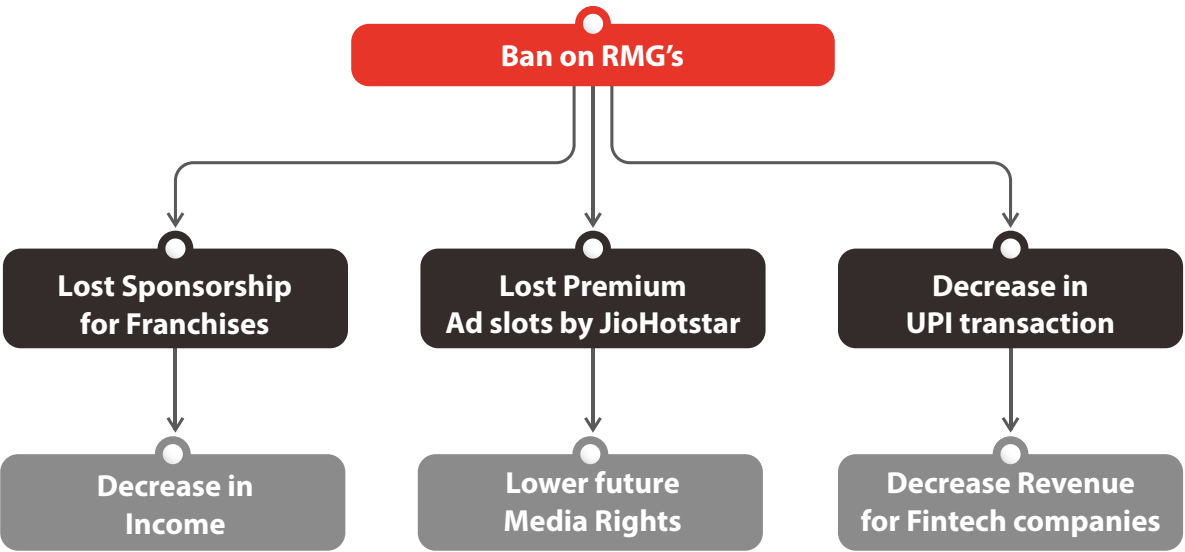 Ban on RMG’s
Lost Sponsorship
for Franchises
Lost Premium
Ad slots by JioHotstar
Decrease in
UPI transaction
Decrease in
Income
Lower future
Media Rights
Decrease Revenue
for Fintech companies